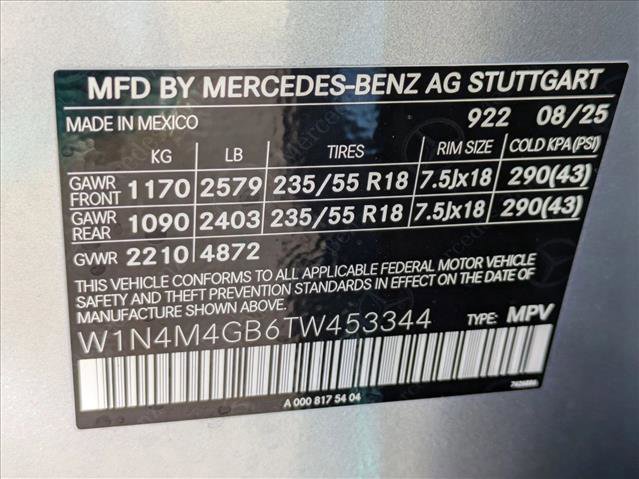 MFD BY MERCEDES-BENZ AG STUTTGART
MADE IN MEXICO 922 08/25
KG LB TIRES RIM SIZE COLD KPA(PSI)
GAWR FRONT 1170 2579 235/55 R18 7.5Jx18 290(43)
GAWR REAR 1090 2403 235/55 R18 7.5Jx18 290(43)
GVWR 2210 4872
THIS VEHICLE CONFORMS TO ALL APPLICABLE FEDERAL MOTOR VEHICLE
SAFETY AND THEFT PREVENTION STANDARDS IN EFFECT ON THE DATE OF
MANUFACTURE SHOWN ABOVE.
W1N4M4GB6TW453344 TYPE: MPV
A 000 817 54 04